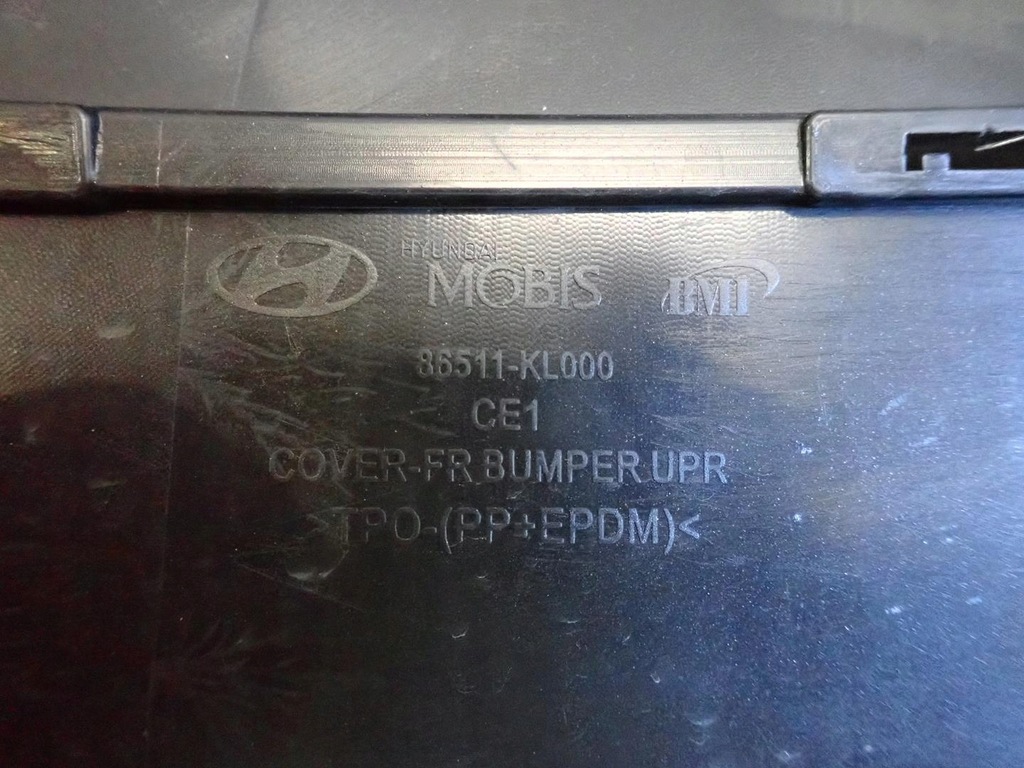 HYUNDAI
MOBIS
86511-KL000
CE1
COVER-FR BUMPER UPR
>TPO-(PP+EPDM)<